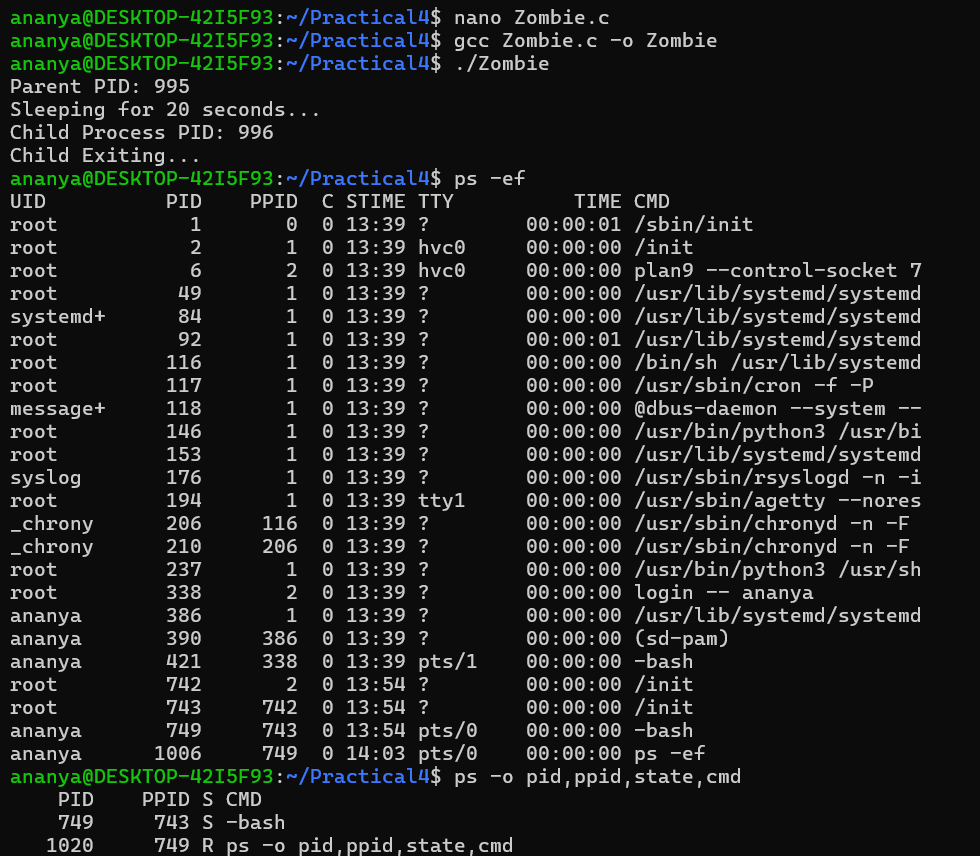 ananya@DESKTOP-42I5F93:~/Practical4$ nano Zombie.c
ananya@DESKTOP-42I5F93:~/Practical4$ gcc Zombie.c -o Zombie
ananya@DESKTOP-42I5F93:~/Practical4$ ./Zombie
Parent PID: 995
Sleeping for 20 seconds...
Child Process PID: 996
Child Exiting...
ananya@DESKTOP-42I5F93:~/Practical4$ ps -ef
UID          PID    PPID  C STIME TTY          TIME CMD
root           1       0  0 13:39 ?        00:00:01 /sbin/init
root           2       1  0 13:39 hvc0     00:00:00 /init
root           6       2  0 13:39 hvc0     00:00:00 plan9 --control-socket 7
root          49       1  0 13:39 ?        00:00:00 /usr/lib/systemd/systemd
systemd+      84       1  0 13:39 ?        00:00:00 /usr/lib/systemd/systemd
root          92       1  0 13:39 ?        00:00:01 /usr/lib/systemd/systemd
root         116       1  0 13:39 ?        00:00:00 /bin/sh /usr/lib/systemd
root         117       1  0 13:39 ?        00:00:00 /usr/sbin/cron -f -P
message+     118       1  0 13:39 ?        00:00:00 @dbus-daemon --system --
root         146       1  0 13:39 ?        00:00:00 /usr/bin/python3 /usr/bi
root         153       1  0 13:39 ?        00:00:00 /usr/lib/systemd/systemd
syslog       176       1  0 13:39 ?        00:00:00 /usr/sbin/rsyslogd -n -i
root         194       1  0 13:39 tty1     00:00:00 /usr/sbin/agetty --nores
_chrony      206     116  0 13:39 ?        00:00:00 /usr/sbin/chronyd -n -F
_chrony      210     206  0 13:39 ?        00:00:00 /usr/sbin/chronyd -n -F
root         237       1  0 13:39 ?        00:00:00 /usr/bin/python3 /usr/sh
root         338       2  0 13:39 ?        00:00:00 login -- ananya
ananya       386       1  0 13:39 ?        00:00:00 /usr/lib/systemd/systemd
ananya       390     386  0 13:39 ?        00:00:00 (sd-pam)
ananya       421     338  0 13:39 pts/1    00:00:00 -bash
root         742       2  0 13:54 ?        00:00:00 /init
root         743     742  0 13:54 ?        00:00:00 /init
ananya       749     743  0 13:54 pts/0    00:00:00 -bash
ananya      1006     749  0 14:03 pts/0    00:00:00 ps -ef
ananya@DESKTOP-42I5F93:~/Practical4$ ps -o pid,ppid,state,cmd
    PID    PPID S CMD
    749     743 S -bash
   1020     749 R ps -o pid,ppid,state,cmd